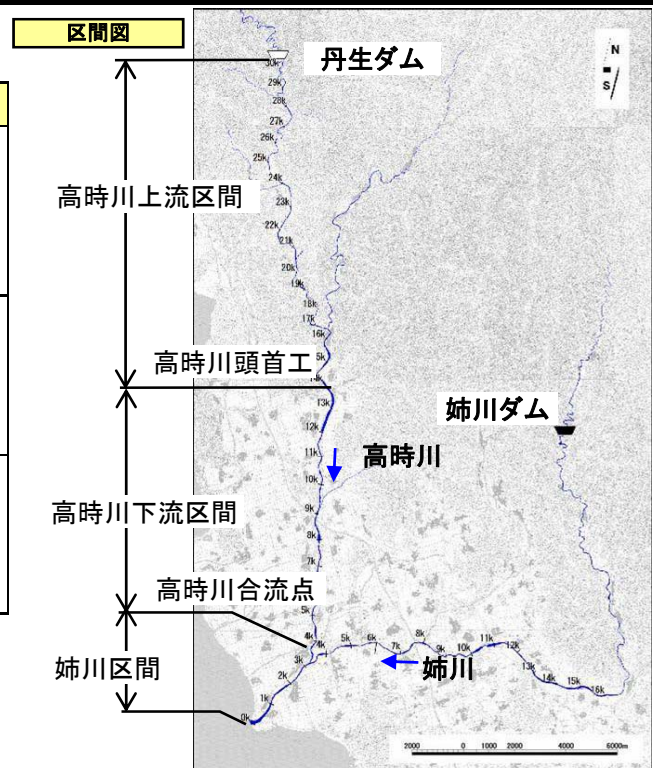 区間図
丹生ダム
N
S
30k
29k
28k
27k
26k
25k
24k
高時川上流区間
23k
22k
21k
20k
19k
18k
17k
16k
5k
高時川頭首工
14k
13k
姉川ダム
12k
11k
高時川
10k
9k
高時川下流区間
8k
7k
高時川合流点
5k
4k
4k 5k 6k 7k 8k 9k 10k 11k 12k
3k
姉川
13k 14k 15k 16k
姉川区間
2k
1k
0k
2000 0 1000 2000 4000 6000m